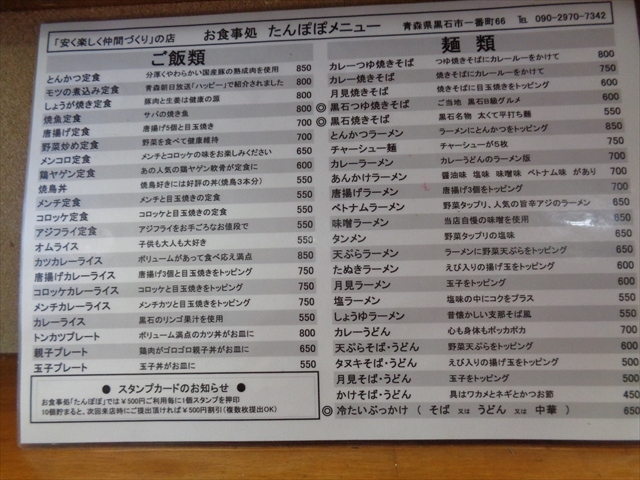 「安く楽しく仲間づくり」の店 お食事処 たんぽぽメニュー 青森県黒石市一番町66 ℡ 090-2970-7342
ご飯類
とんかつ定食 分厚くやわらかい国産豚の熟成肉を使用 850
モツの煮込み定食 青森朝日放送「ハッピー」で紹介されました 800
しょうが焼き定食 豚肉と生姜は健康の源 800
焼魚定食 サバの焼き魚 800
唐揚げ定食 唐揚げ5個と目玉焼き 700
野菜炒め定食 野菜を食べて健康維持 700
メンコロ定食 メンチとコロッケの味をお楽しみください 650
鶏ヤゲン定食 あの人気の鶏ヤゲン軟骨が定食に 600
焼鳥丼 焼鳥好きには好評の丼(焼鳥3本分) 550
メンチ定食 メンチと目玉焼きの定食 550
コロッケ定食 コロッケと目玉焼きの定食 550
アジフライ定食 アジフライをお手ごろなお値段で 550
オムライス 子供も大人も大好き 550
カツカレーライス ボリュームがあって食べ応え満点 850
唐揚げカレーライス 唐揚げ3個と目玉焼きをトッピング 750
コロッケカレーライス コロッケと目玉焼きをトッピング 750
メンチカレーライス メンチカツと目玉焼きをトッピング 750
カレーライス 黒石のリンゴ果汁を使用 550
トンカツプレート ボリューム満点のカツ丼がお皿に 800
親子プレート 鶏肉がゴロゴロ親子丼がお皿に 650
玉子プレート 玉子丼がお皿に 550
● スタンプカードのお知らせ ●
お食事処「たんぽぽ」では￥500円ご利用毎に1個スタンプを押印
10個貯まると、次回来店時にご提出頂ければ￥500円割引(複数枚提出OK)
麺類
カレーつゆ焼きそば つゆ焼きそばにカレールーをかけて 800
カレー焼きそば 焼きそばにカレールーをかけて 750
月見焼きそば 焼きそばに目玉焼きをトッピング 600
◎ 黒石つゆ焼きそば ご当地 黒石B級グルメ 600
◎ 黒石焼きそば 黒石名物 太くて平打ち麺 550
とんかつラーメン ラーメンにとんかつをトッピング 850
チャーシュー麺 チャーシューが5枚 750
カレーラーメン カレーうどんのラーメン版 700
あんかけラーメン 醤油味 塩味 味噌味 ベトナム味 があり 700
唐揚げラーメン 唐揚げ3個をトッピング 700
ベトナムラーメン 野菜タップリ、人気の旨辛アジのラーメン 650
味噌ラーメン 当店自慢の味噌を使用 650
タンメン 野菜タップリの塩味 650
天ぷらラーメン ラーメンに野菜天ぷらをトッピング 650
たぬきラーメン えび入りの揚げ玉をトッピング 600
月見ラーメン 玉子をトッピング 600
塩ラーメン 塩味の中にコクをプラス 550
しょうゆラーメン 昔懐かしい支那そば風 550
カレーうどん 心も身体もポッカポカ 700
天ぷらそば・うどん 野菜天ぷらをトッピング 600
タヌキそば・うどん えび入りの揚げ玉をトッピング 500
月見そば・うどん 玉子をトッピング 500
かけそば・うどん 具はワカメとネギとかつお節 450
◎ 冷たいぶっかけ ( そば 又は うどん 又は 中華 ) 650